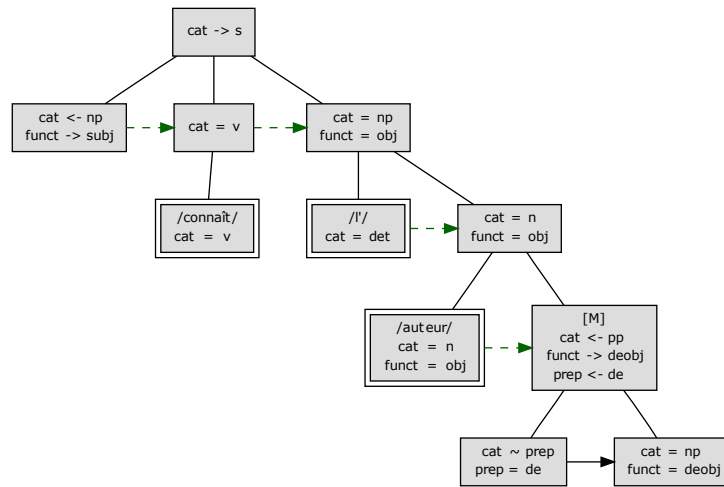 cat -> s
cat <- np
funct -> subj
cat = v
cat = np
funct = obj
/connaît/
cat = v
/l'/
cat = det
cat = n
funct = obj
/auteur/
cat = n
funct = obj
[M]
cat <- pp
funct -> deobj
prep <- de
cat ~ prep
prep = de
cat = np
funct = deobj